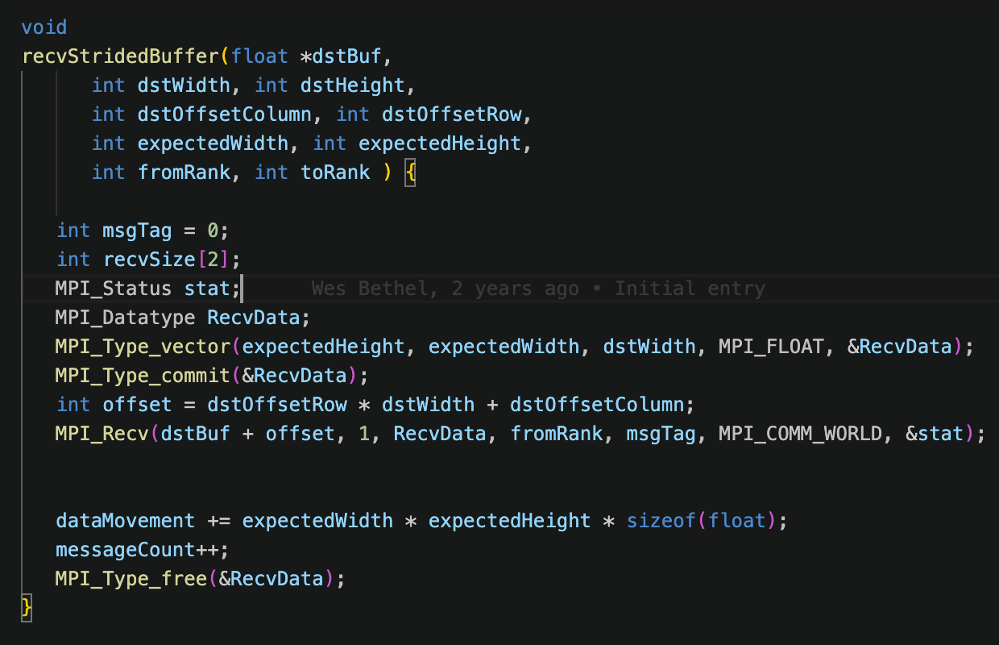 void
recvStridedBuffer(float *dstBuf,
int dstWidth, int dstHeight,
int dstOffsetColumn, int dstOffsetRow,
int expectedWidth, int expectedHeight,
int fromRank, int toRank ) {
int msgTag = 0;
int recvSize[2];
MPI_Status stat; Wes Bethel, 2 years ago • Initial entry
MPI_Datatype RecvData;
MPI_Type_vector(expectedHeight, expectedWidth, dstWidth, MPI_FLOAT, &RecvData);
MPI_Type_commit(&RecvData);
int offset = dstOffsetRow * dstWidth + dstOffsetColumn;
MPI_Recv(dstBuf + offset, 1, RecvData, fromRank, msgTag, MPI_COMM_WORLD, &stat);
dataMovement += expectedWidth * expectedHeight * sizeof(float);
messageCount++;
MPI_Type_free(&RecvData);
}